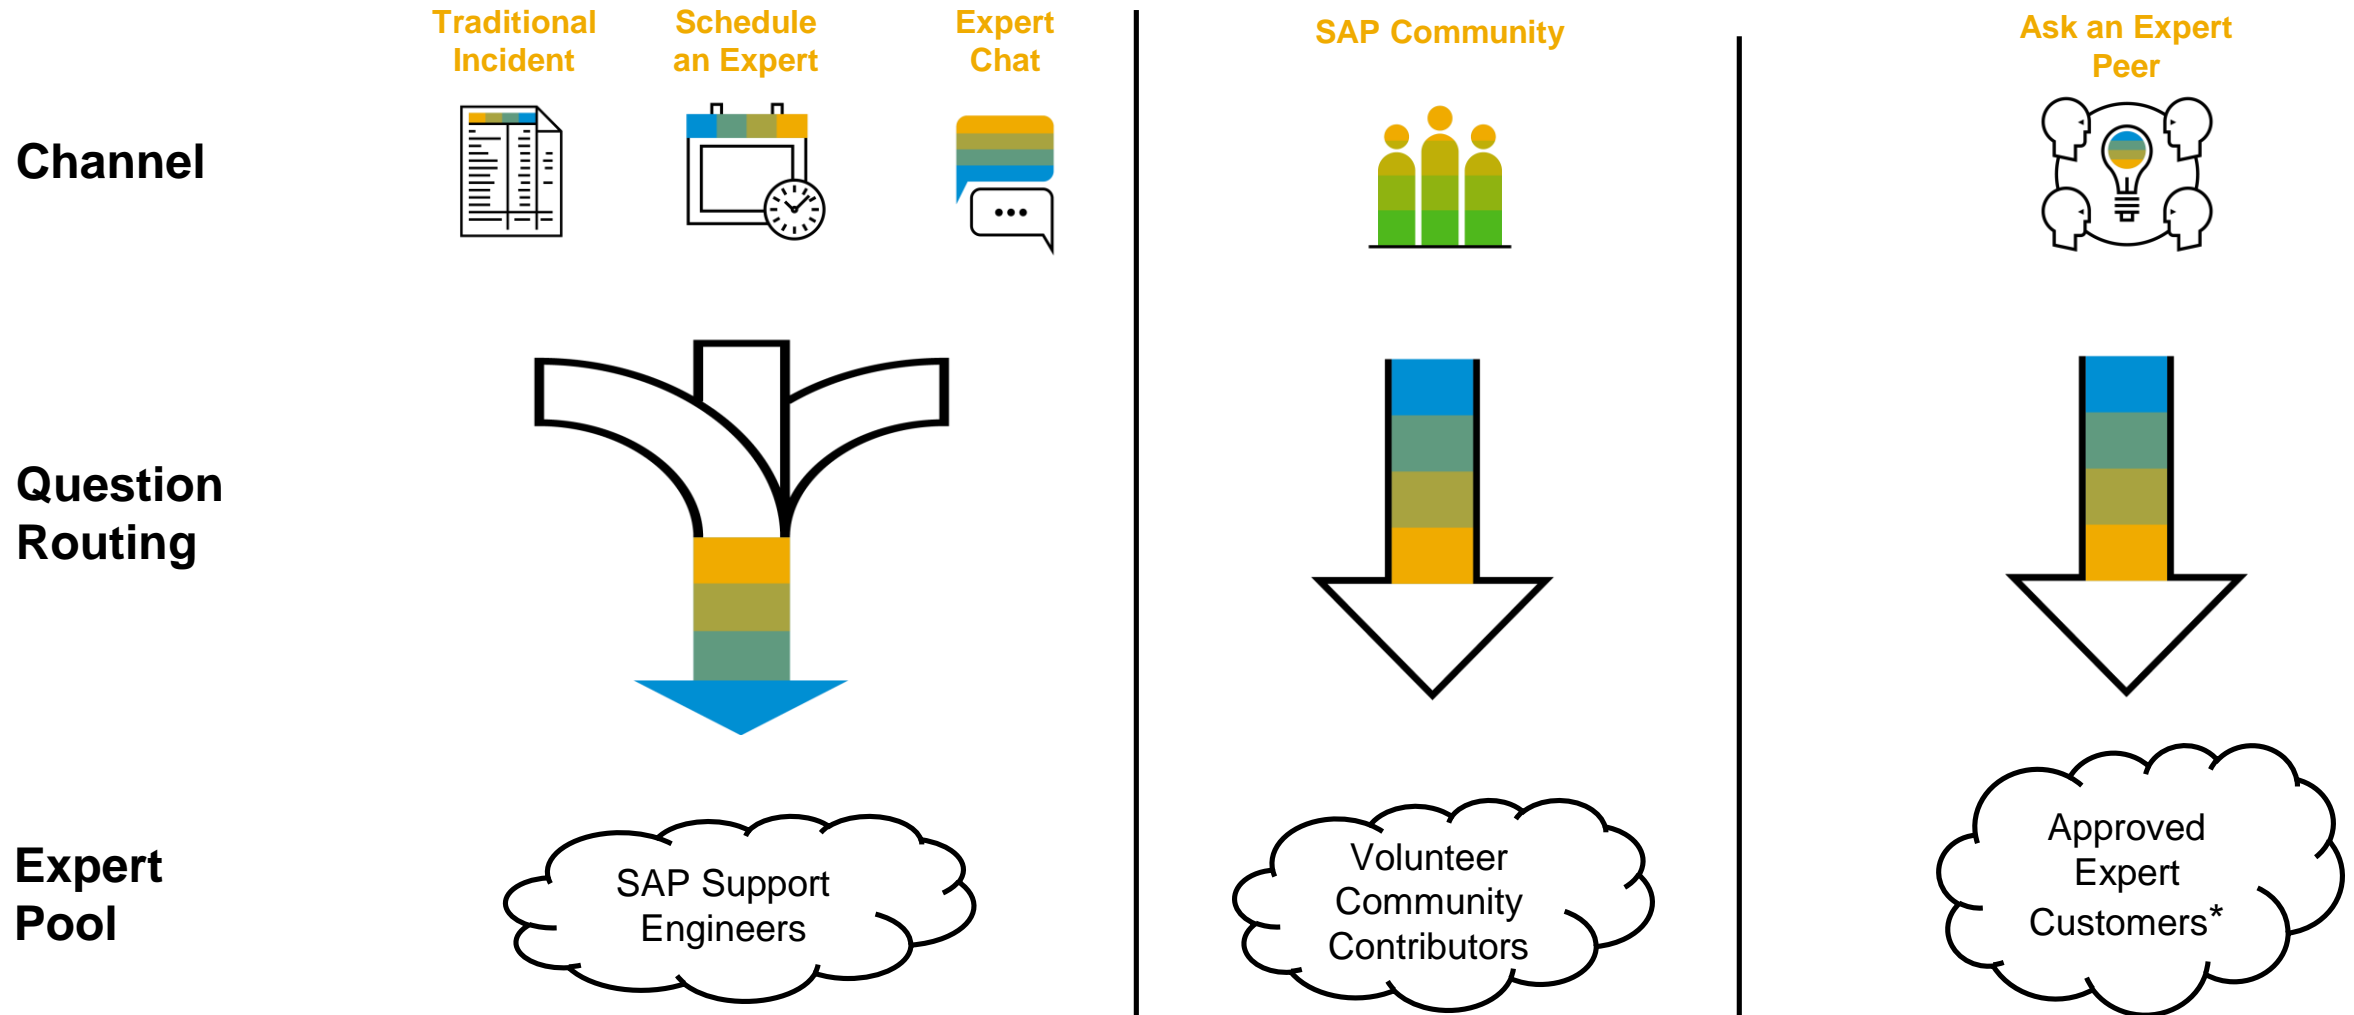 Traditional
Incident
Schedule
an Expert
Expert
Chat
SAP Community
Ask an Expert
Peer
Channel
Question
Routing
Expert
Pool
SAP Support
Engineers
Volunteer
Community
Contributors
Approved
Expert
Customers*